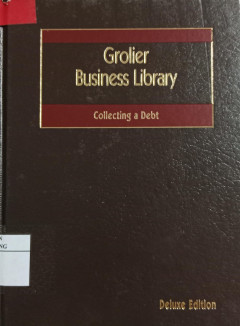 Grolier
Business Library
Collecting a Debt
Deluxe Edition